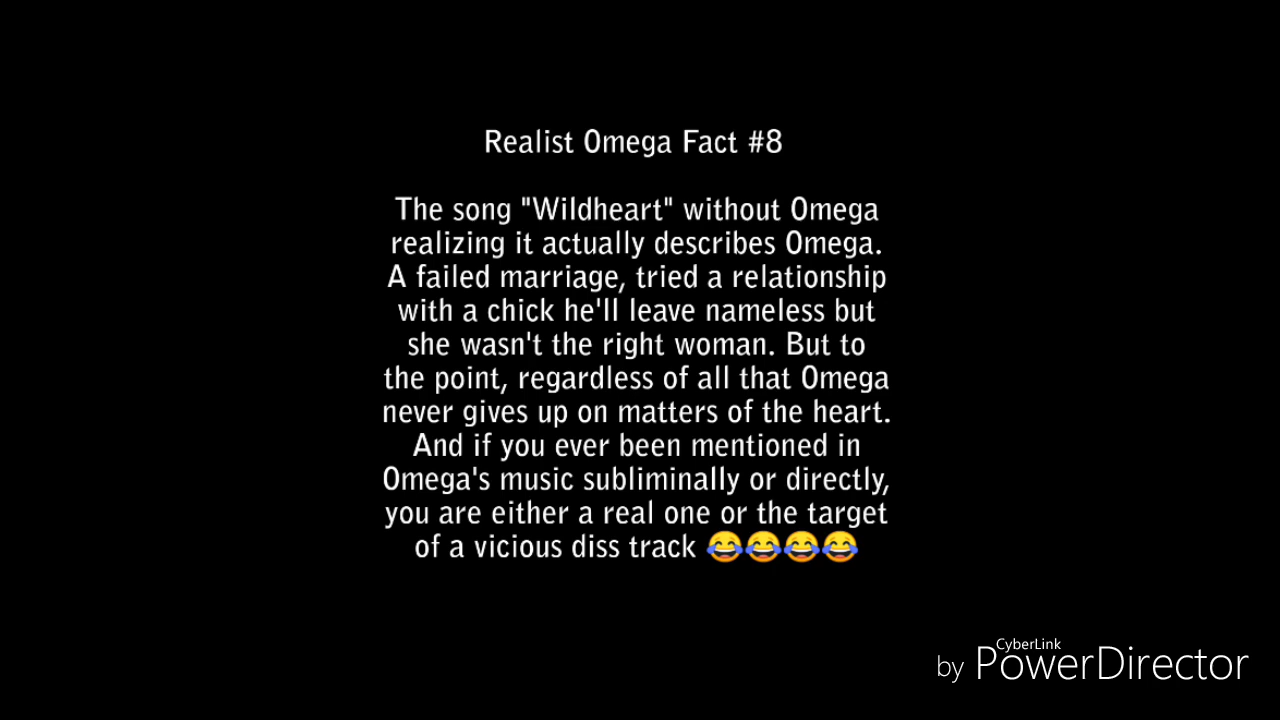 Realist Omega Fact #8
The song "Wildheart" without Omega
realizing it actually describes Omega.
A failed marriage, tried a relationship
with a chick he'll leave nameless but
she wasn't the right woman. But to
the point, regardless of all that Omega
never gives up on matters of the heart.
And if you ever been mentioned in
Omega's music subliminally or directly,
you are either a real one or the target
of a vicious diss track 😂😂😂😂
CyberLink
by PowerDirector